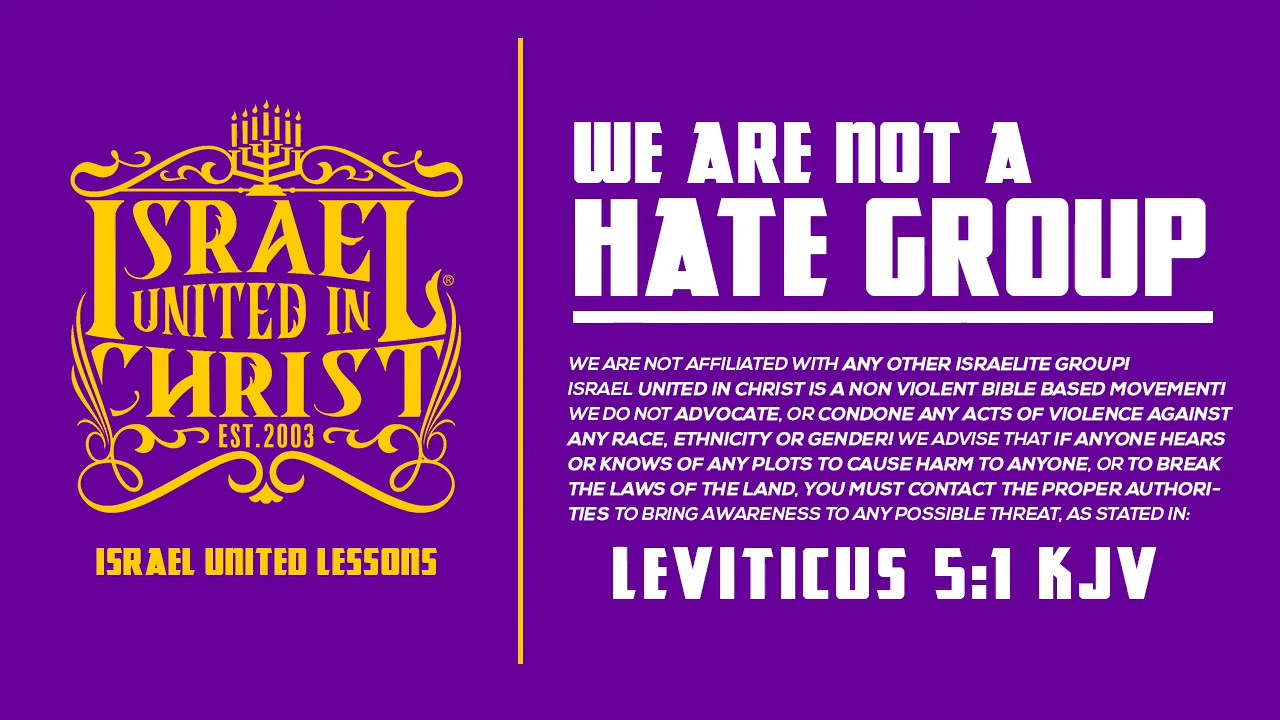 ISRAEL
UNITED IN
CHRIST
®
EST.2003
ISRAEL UNITED LESSONS
WE ARE NOT A
HATE GROUP
WE ARE NOT AFFILIATED WITH ANY OTHER ISRAELITE GROUP!
ISRAEL UNITED IN CHRIST IS A NON VIOLENT BIBLE BASED MOVEMENT!
WE DO NOT ADVOCATE, OR CONDONE ANY ACTS OF VIOLENCE AGAINST
ANY RACE, ETHNICITY OR GENDER! WE ADVISE THAT IF ANYONE HEARS
OR KNOWS OF ANY PLOTS TO CAUSE HARM TO ANYONE, OR TO BREAK
THE LAWS OF THE LAND, YOU MUST CONTACT THE PROPER AUTHORI-
TIES TO BRING AWARENESS TO ANY POSSIBLE THREAT, AS STATED IN:
LEVITICUS 5:1 KJV